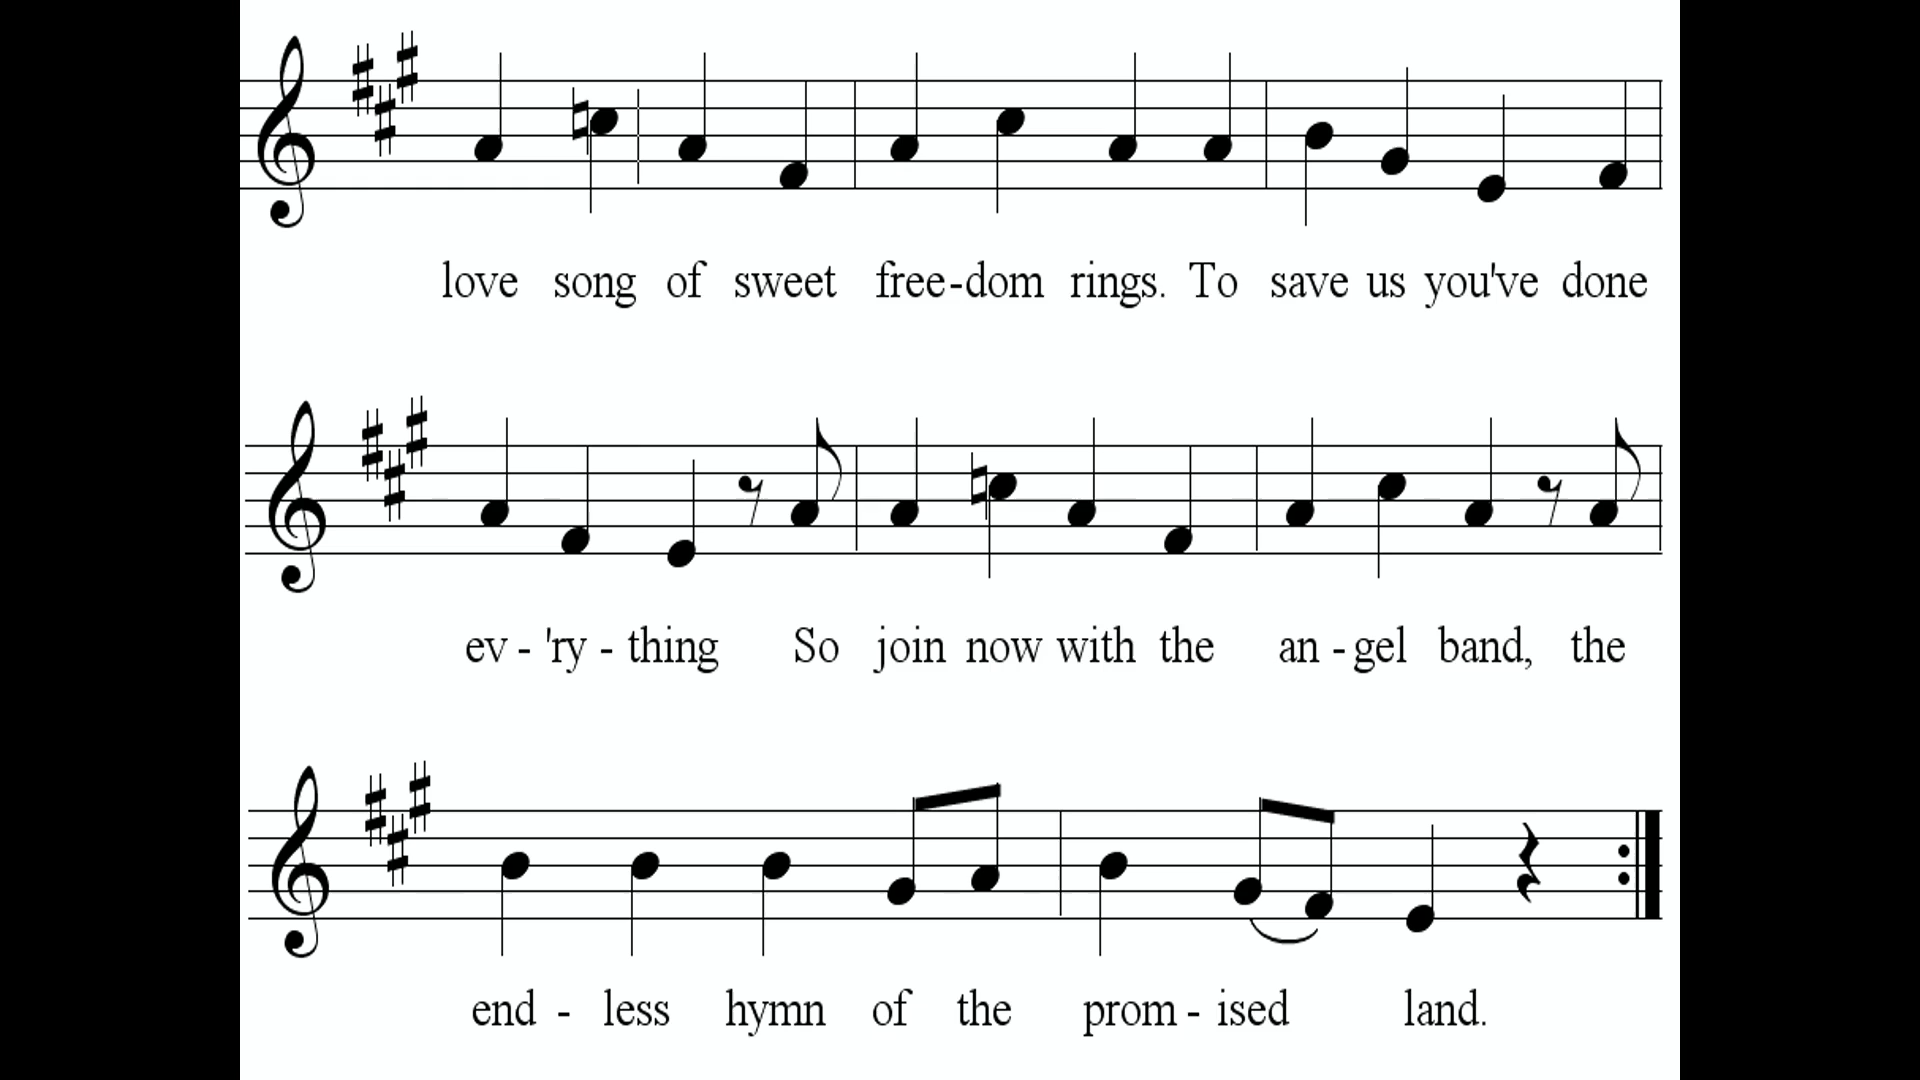 love song of sweet free-dom rings. To save us you've done
ev - 'ry - thing So join now with the an - gel band, the
end - less hymn of the prom - ised land.